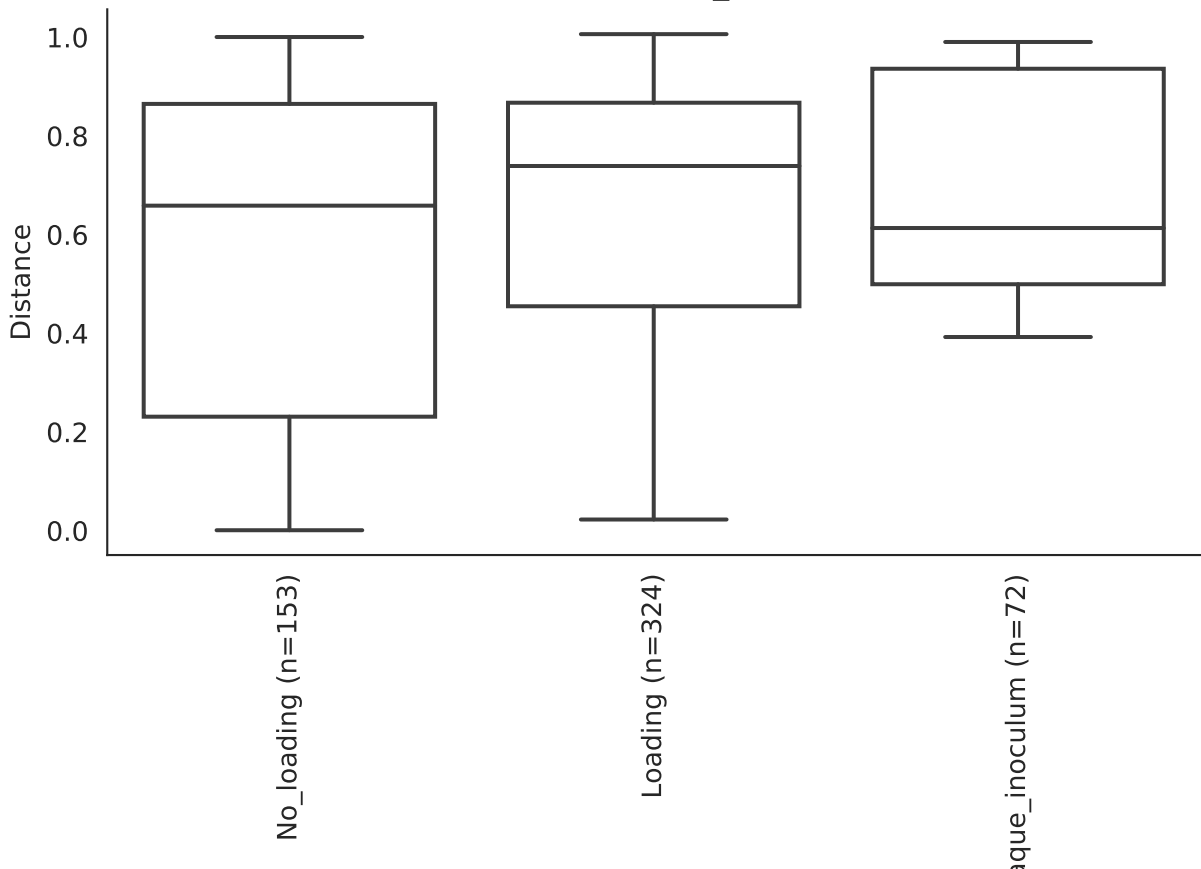 1.0
0.8
0.6
0.4
0.2
0.0
Distance
No_loading (n=153)
Loading (n=324)
aque_inoculum (n=72)